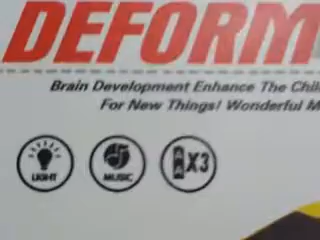 DEFORM
Brain Development Enhance The Chil
For New Things! Wonderful M
LIGHT
MUSIC
X3